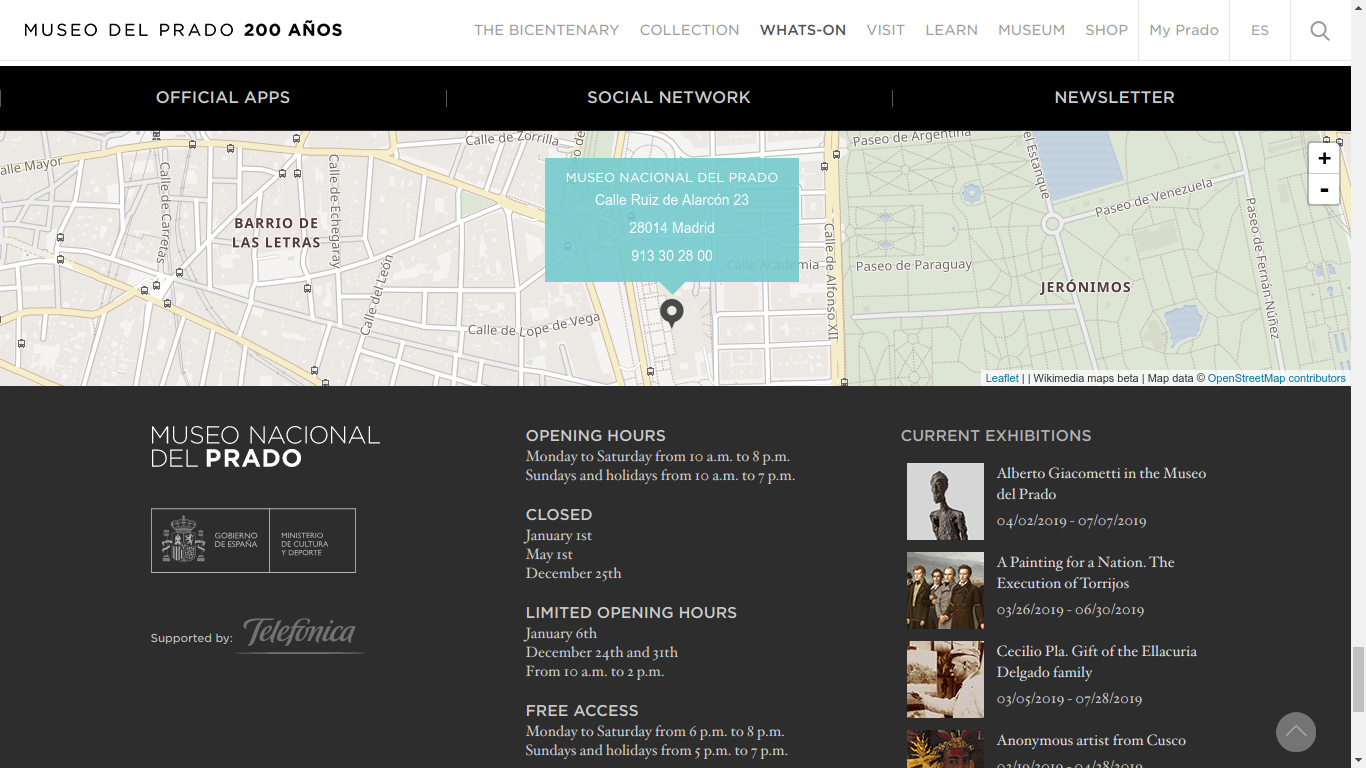 MUSEO DEL PRADO 200 AÑOS
THE BICENTENARY
COLLECTION
WHATS-ON
VISIT
LEARN
MUSEUM
SHOP
My Prado
ES
OFFICIAL APPS
SOCIAL NETWORK
NEWSLETTER
Calle de Zorrilla
Paseo de Argentina
alle Mayor
Calle de Carretas
Calle de Echegaray
BARRIO DE
LAS LETRAS
Calle del León
Calle de Lope de Vega
MUSEO NACIONAL DEL PRADO
Calle Ruiz de Alarcón 23
28014 Madrid
913 30 28 00
Calle Academia
Calle de Alfonso XII
el Estanque
Paseo de Venezuela
Paseo de Paraguay
JERÓNIMOS
Paseo de Fernán Núñez
+
-
Leaflet | | Wikimedia maps beta | Map data © OpenStreetMap contributors
MUSEO NACIONAL
DEL PRADO
GOBIERNO
DE ESPAÑA
MINISTERIO
DE CULTURA
Y DEPORTE
Supported by: Telefónica
OPENING HOURS
Monday to Saturday from 10 a.m. to 8 p.m.
Sundays and holidays from 10 a.m. to 7 p.m.
CLOSED
January 1st
May 1st
December 25th
LIMITED OPENING HOURS
January 6th
December 24th and 31th
From 10 a.m. to 2 p.m.
FREE ACCESS
Monday to Saturday from 6 p.m. to 8 p.m.
Sundays and holidays from 5 p.m. to 7 p.m.
CURRENT EXHIBITIONS
Alberto Giacometti in the Museo
del Prado
04/02/2019 - 07/07/2019
A Painting for a Nation. The
Execution of Torrijos
03/26/2019 - 06/30/2019
Cecilio Pla. Gift of the Ellacuria
Delgado family
03/05/2019 - 07/28/2019
Anonymous artist from Cusco
02/19/2019 - 04/28/2019